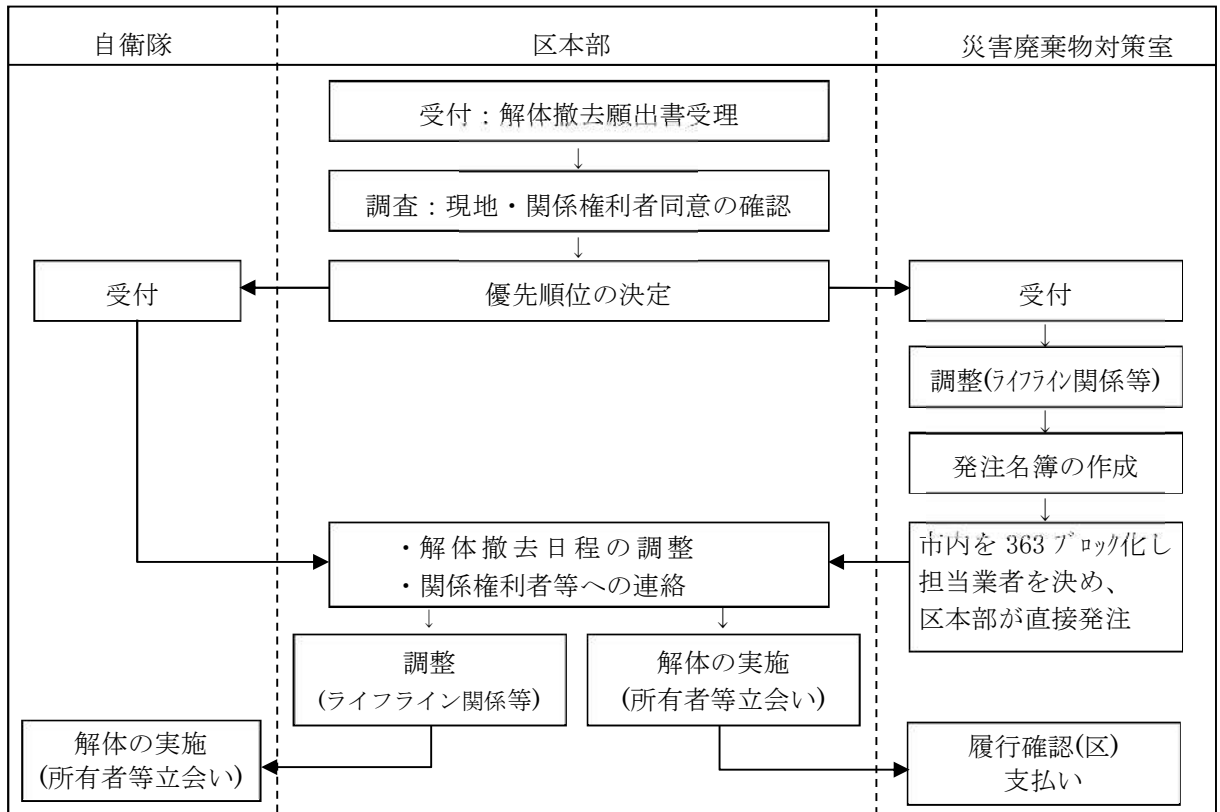 自衛隊
区本部
災害廃棄物対策室
受付：解体撤去願出書受理
↓
調査：現地・関係権利者同意の確認
↓
受付
優先順位の決定
受付
↓
調整(ﾗｲﾌﾗｲﾝ関係等)
↓
発注名簿の作成
↓
・解体撤去日程の調整
・関係権利者等への連絡
市内を 363 ﾌﾞﾛｯｸ化し
担当業者を決め、
区本部が直接発注
↓
↓
調整
(ライフライン関係等)
解体の実施
(所有者等立会い)
解体の実施
(所有者等立会い)
履行確認(区)
支払い